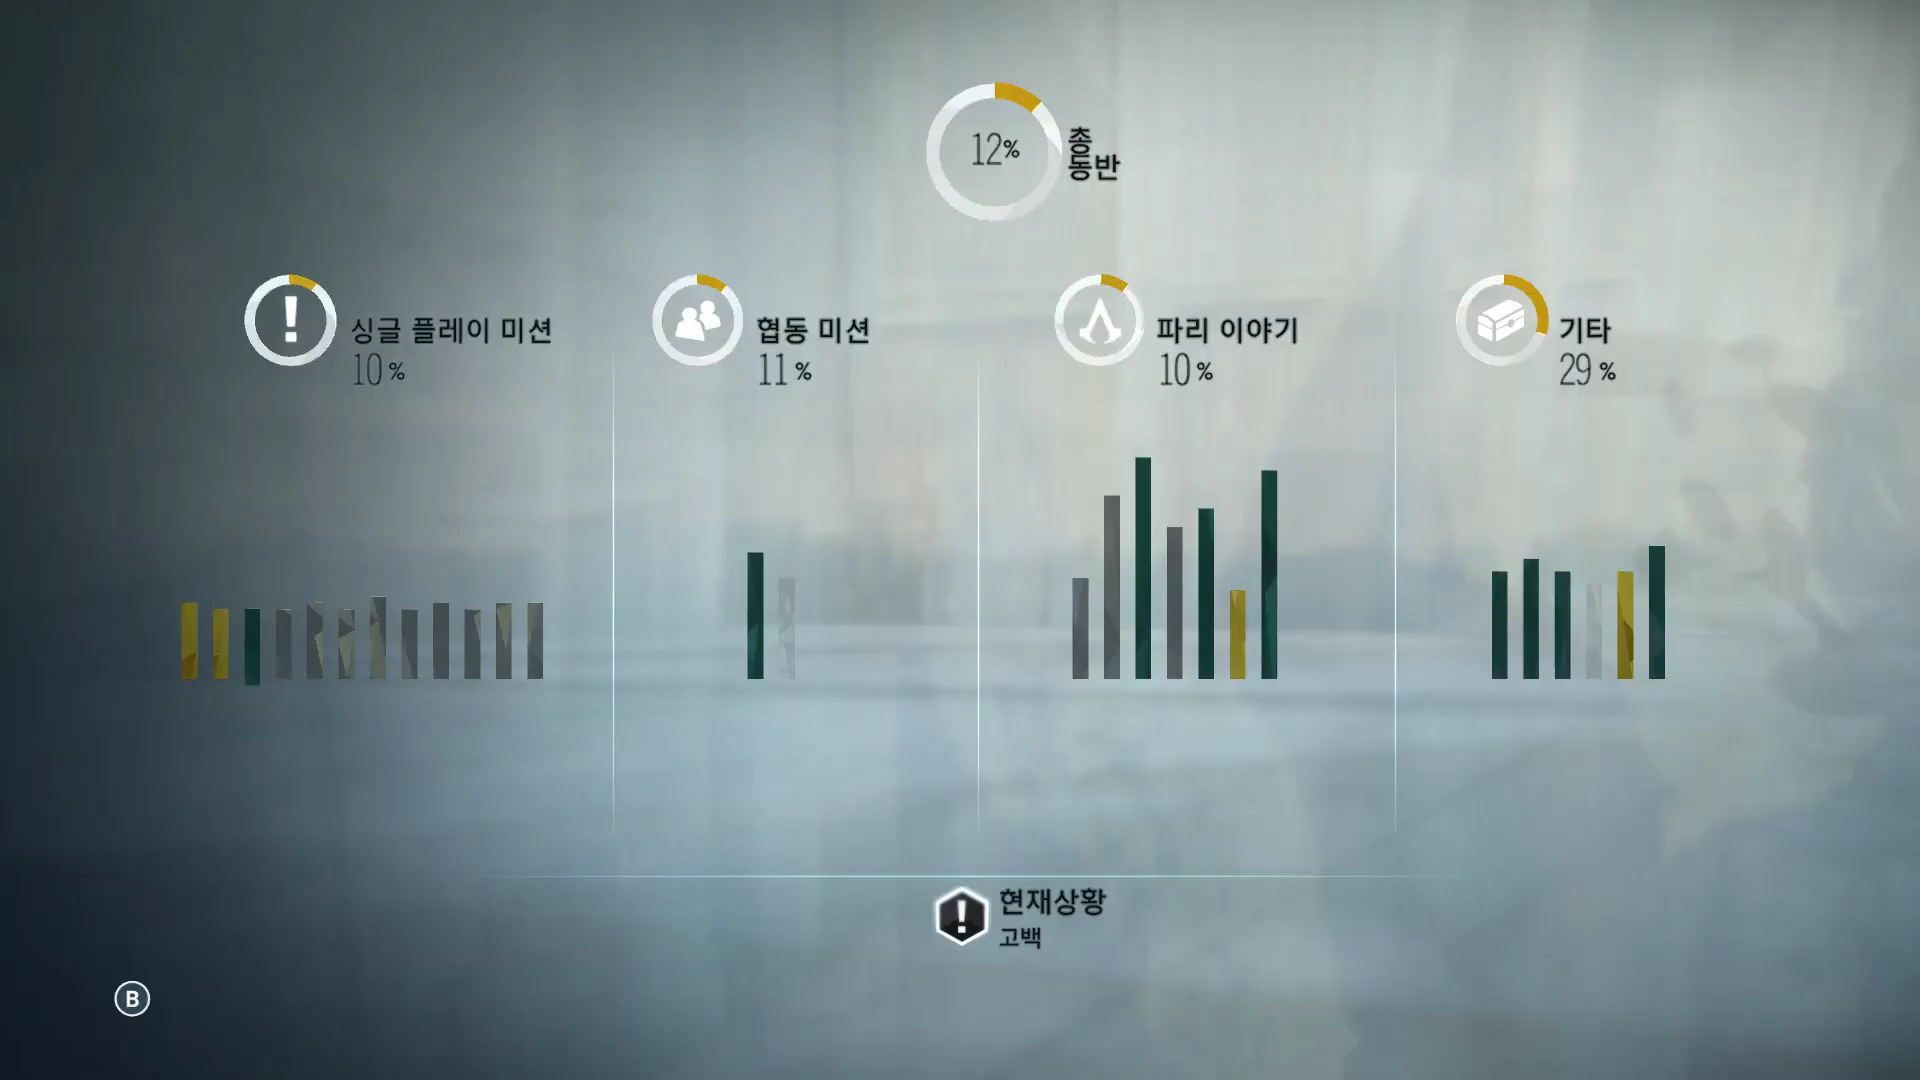 12%
총
동반
싱글 플레이 미션
10 %
협동 미션
11 %
파리 이야기
10 %
기타
29 %
현재상황
고백
B